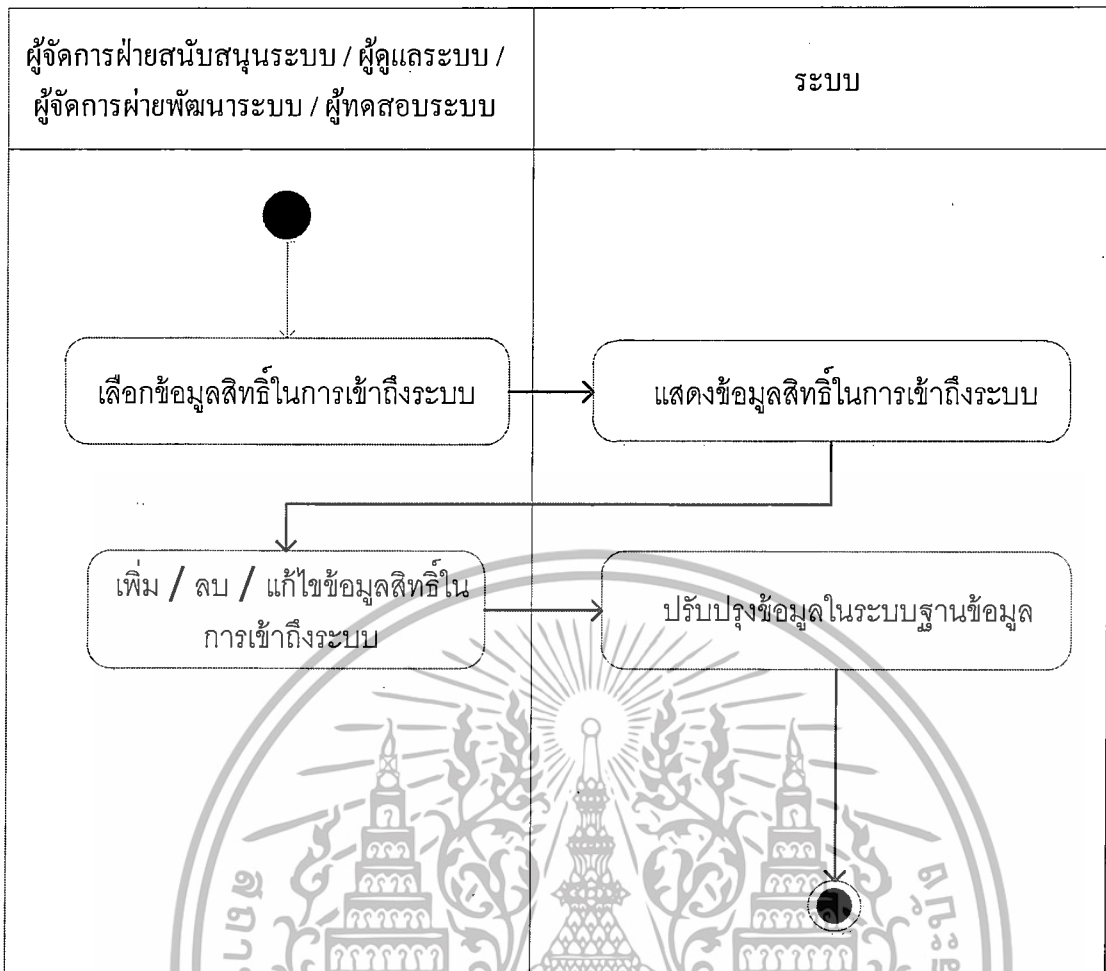 ผู้จัดการฝ่ายสนับสนุนระบบ / ผู้ดูแลระบบ /
ผู้จัดการฝ่ายพัฒนาระบบ / ผู้ทดสอบระบบ
ระบบ
เลือกข้อมูลสิทธิ์ในการเข้าถึงระบบ
แสดงข้อมูลสิทธิ์ในการเข้าถึงระบบ
เพิ่ม / ลบ / แก้ไขข้อมูลสิทธิ์ใน
การเข้าถึงระบบ
ปรับปรุงข้อมูลในระบบฐานข้อมูล